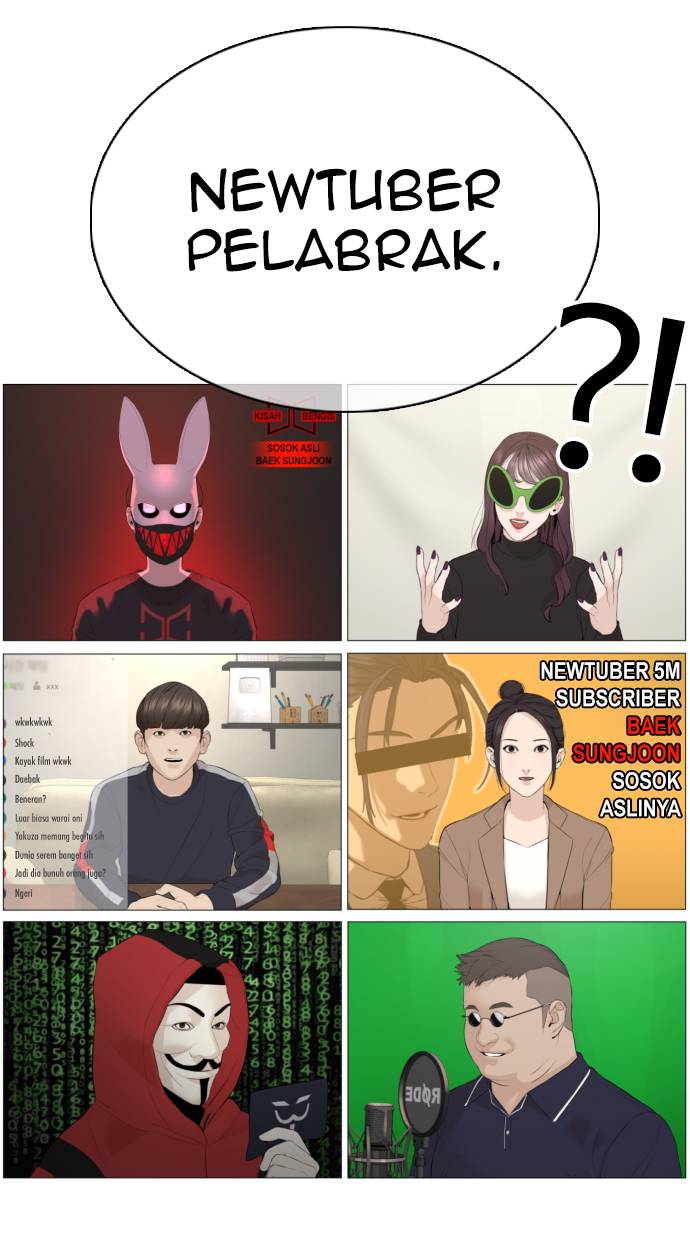 NEWTUBER
PELABRAK.
?!
KISAH BENGIS
SOSOK ASLI
BAEK SUNGJOON
xxx
wkwkwkwk
Shock
Kayak film wkwk
Daebak
Beneran?
Luar biasa warai oni
Yakuza memang begitu sih
Dunia serem banget sih
Jadi dia bunuh orang juga?
Ngeri
NEWTUBER 5M
SUBSCRIBER
BAEK
SUNGJOON
SOSOK
ASLINYA
RØDE